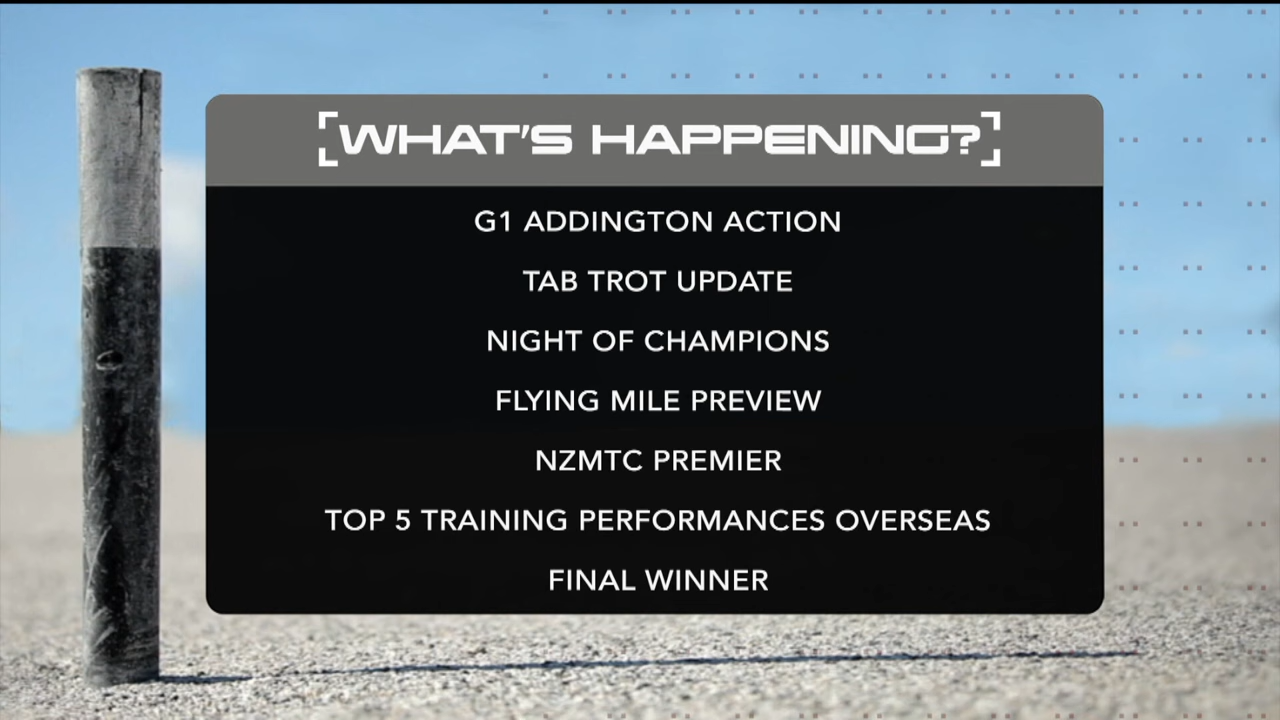 [WHAT'S HAPPENING?]
G1 ADDINGTON ACTION
TAB TROT UPDATE
NIGHT OF CHAMPIONS
FLYING MILE PREVIEW
NZMTC PREMIER
TOP 5 TRAINING PERFORMANCES OVERSEAS
FINAL WINNER